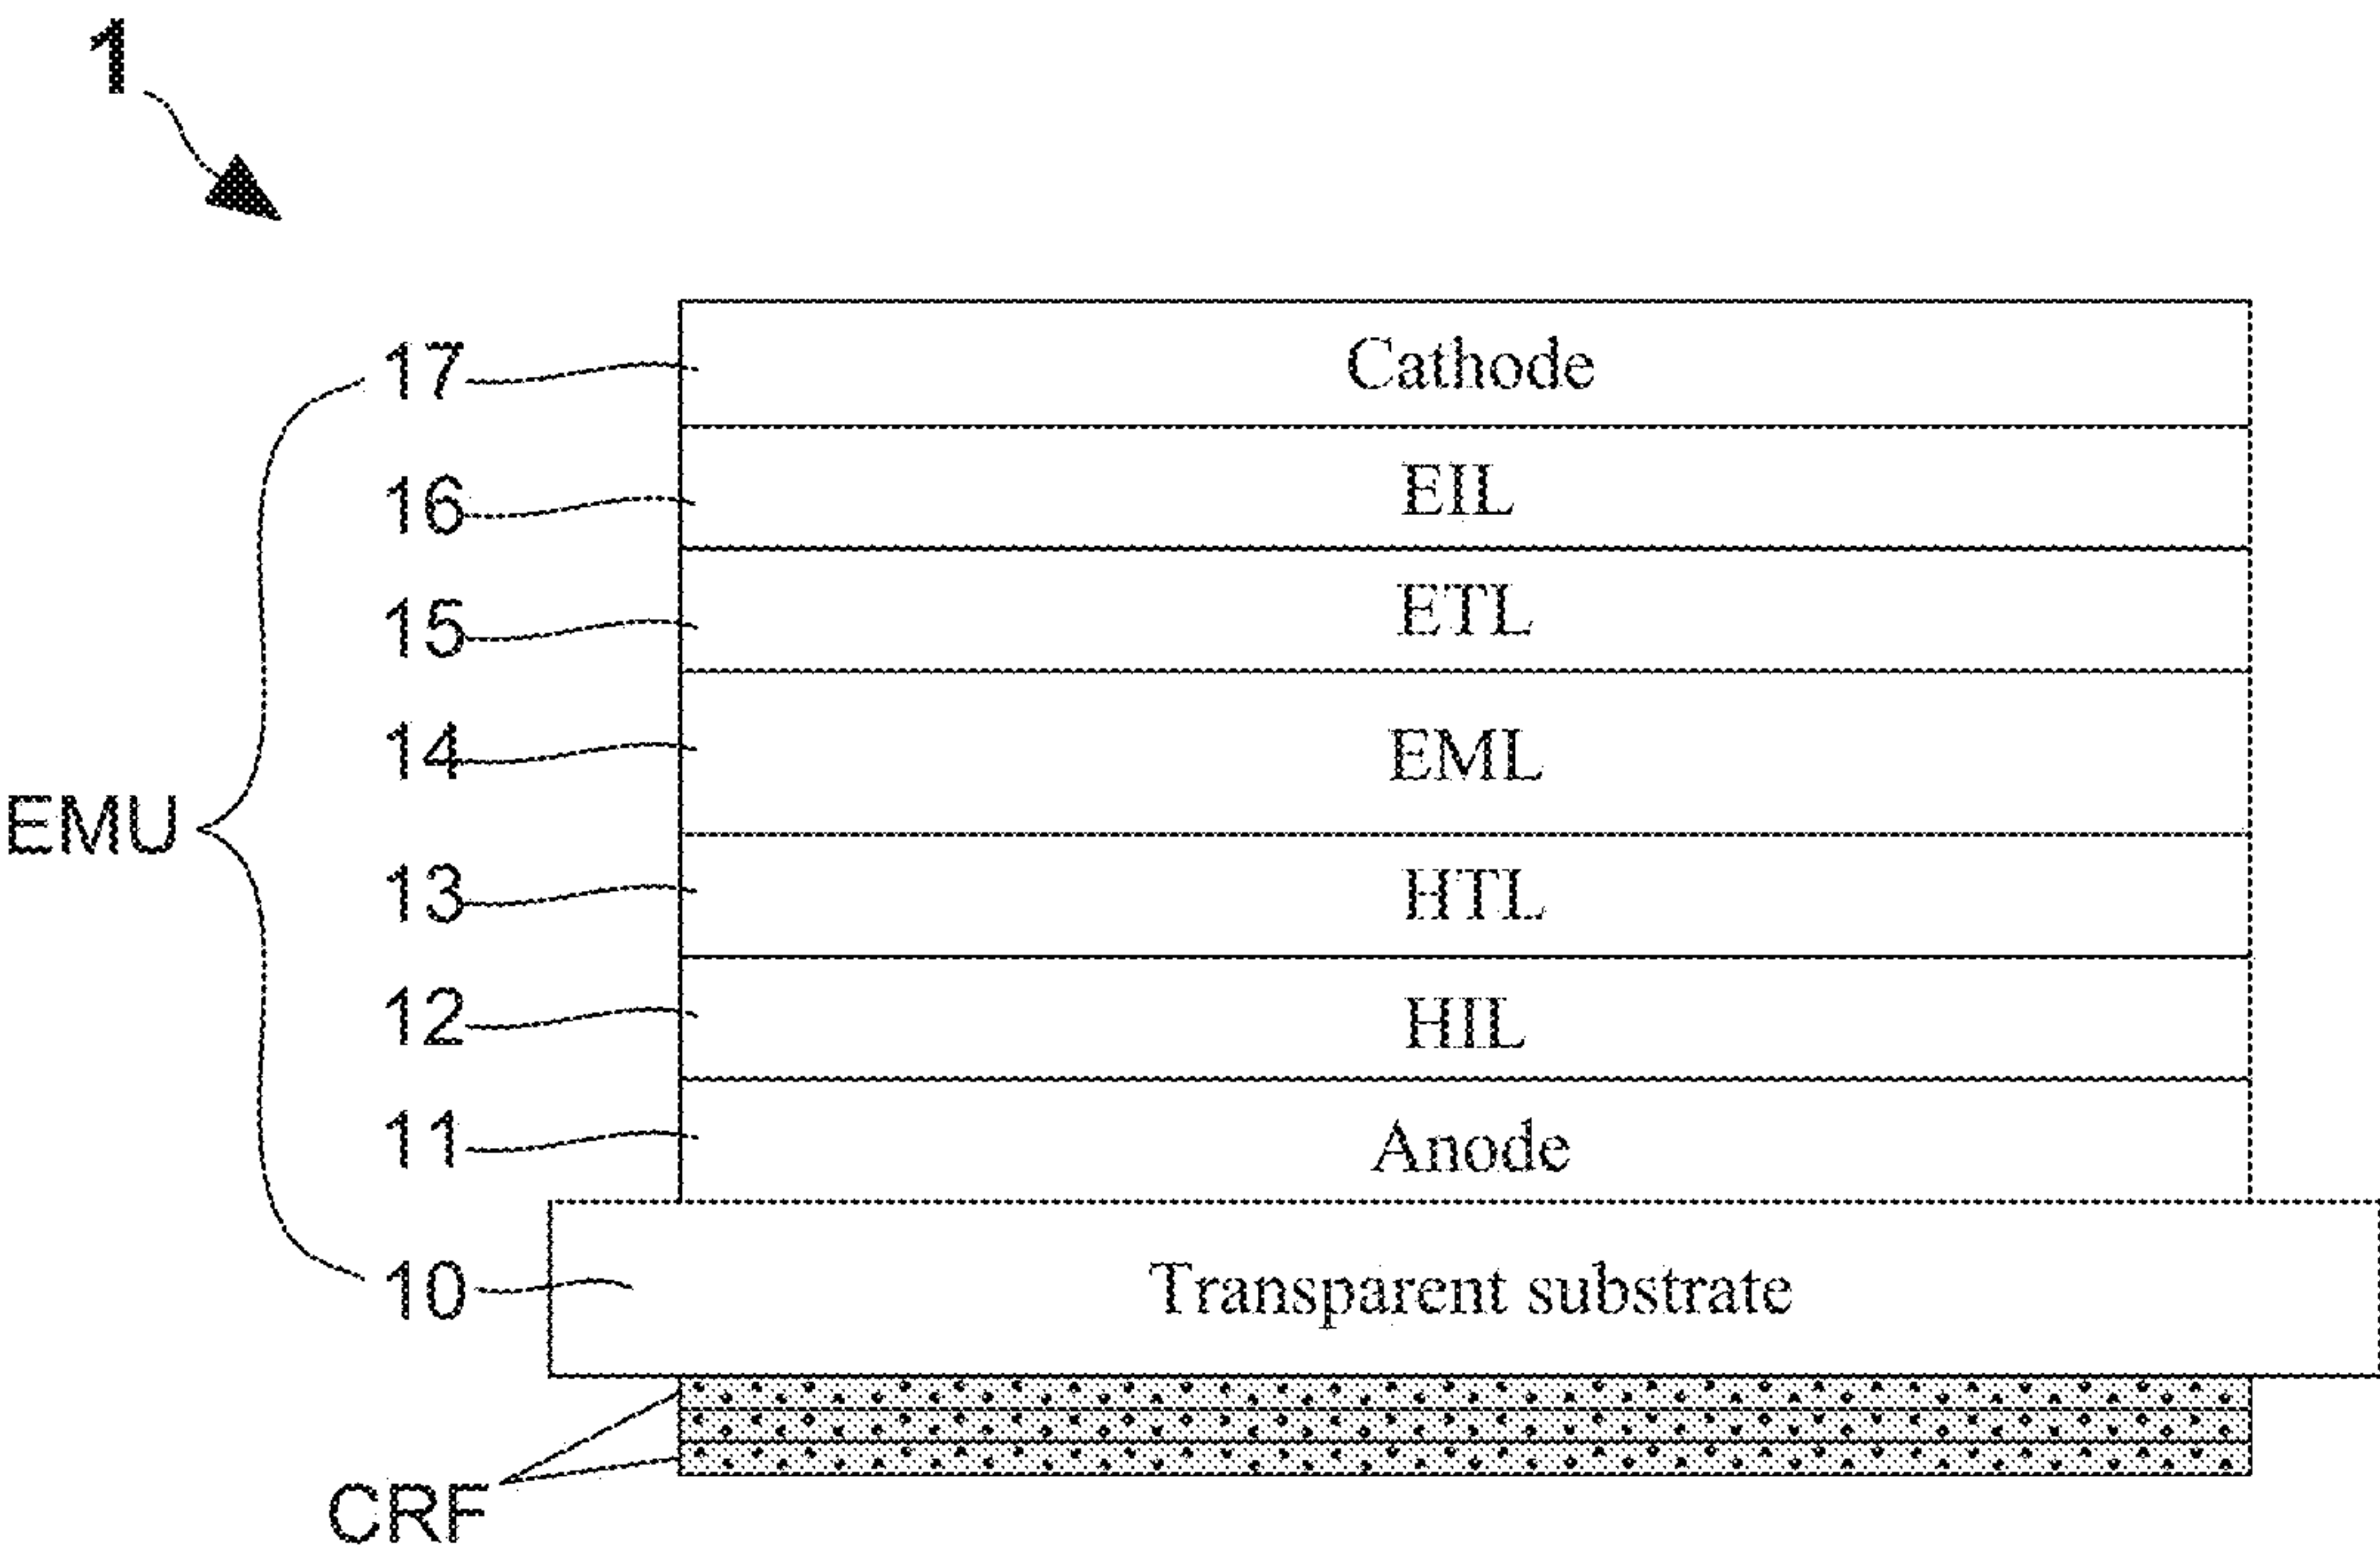 1
17 Cathode
16 EIL
15 ETL
14 EML
EMU
13 HTL
12 HIL
11 Anode
10 Transparent substrate
CRF